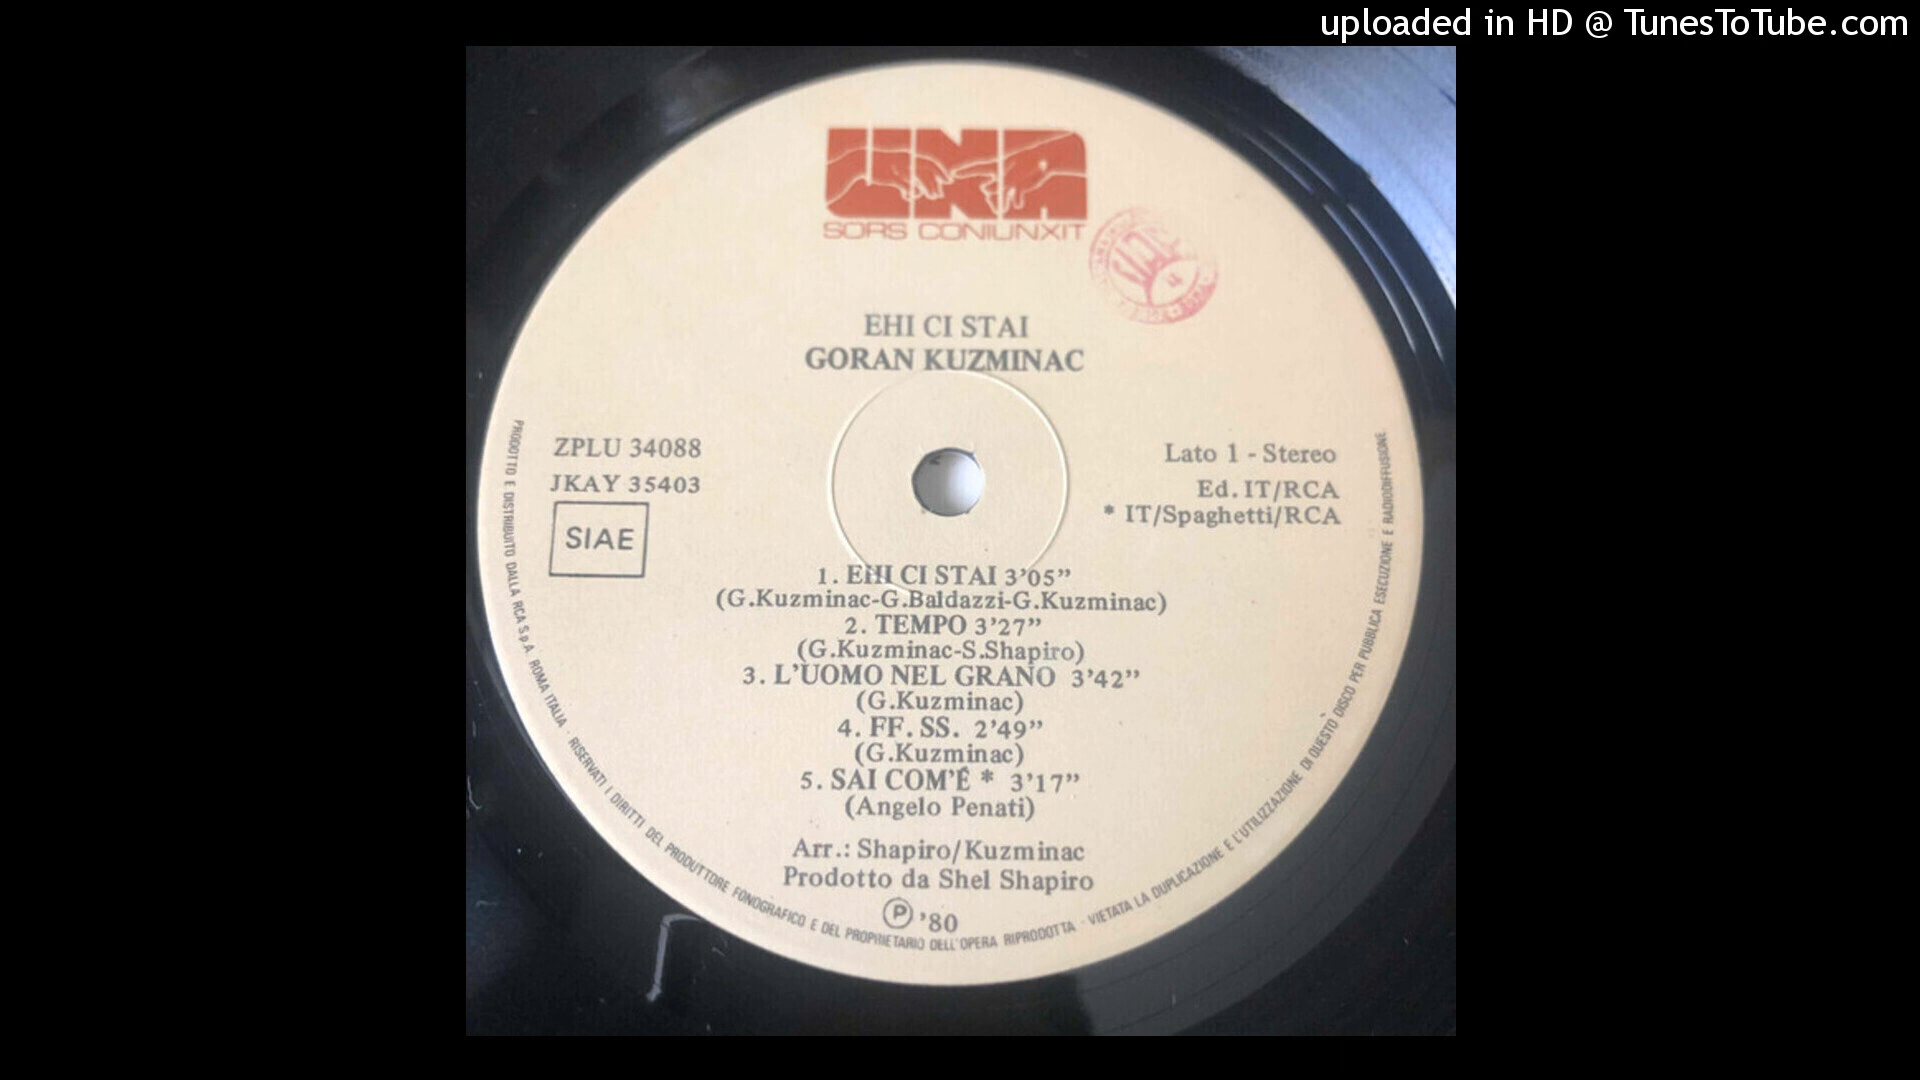 uploaded in HD @ TunesToTube.com
UNA
SORS CONIUNXIT
EHI CI STAI
GORAN KUZMINAC
ZPLU 34088
JKAY 35403
SIAE
Lato 1 - Stereo
Ed. IT/RCA
* IT/Spaghetti/RCA
1. EHI CI STAI 3’05”
(G.Kuzminac-G.Baldazzi-G.Kuzminac)
2. TEMPO 3’27”
(G.Kuzminac-S.Shapiro)
3. L’UOMO NEL GRANO 3’42”
(G.Kuzminac)
4. FF. SS. 2’49”
(G.Kuzminac)
5. SAI COM’É * 3’17”
(Angelo Penati)
Arr.: Shapiro/Kuzminac
Prodotto da Shel Shapiro
Ⓟ ’80
PRODOTTO E DISTRIBUITO DALLA RCA S.p.A. ROMA ITALIA · RISERVATI I DIRITTI DEL PRODUTTORE FONOGRAFICO E DEL PROPRIETARIO DELL’OPERA RIPRODOTTA · VIETATA LA DUPLICAZIONE E L’UTILIZZAZIONE DI QUESTO DISCO PER PUBBLICA ESECUZIONE E RADIODIFFUSIONE